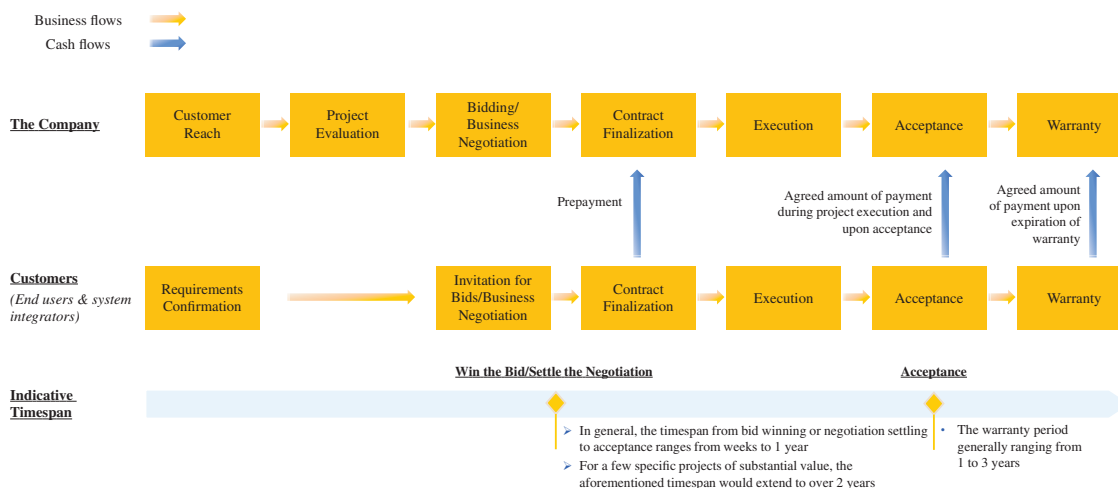 Business flows
Cash flows
The Company
Customer
Reach
Project
Evaluation
Bidding/
Business
Negotiation
Contract
Finalization
Execution
Acceptance
Warranty
Prepayment
Agreed amount of payment
during project execution and
upon acceptance
Agreed amount
of payment upon
expiration of
warranty
Customers
(End users & system
integrators)
Requirements
Confirmation
Invitation for
Bids/Business
Negotiation
Contract
Finalization
Execution
Acceptance
Warranty
Win the Bid/Settle the Negotiation
Acceptance
Indicative
Timespan
➢ In general, the timespan from bid winning or negotiation settling
to acceptance ranges from weeks to 1 year
➢ For a few specific projects of substantial value, the
aforementioned timespan would extend to over 2 years
• The warranty period
generally ranging from
1 to 3 years